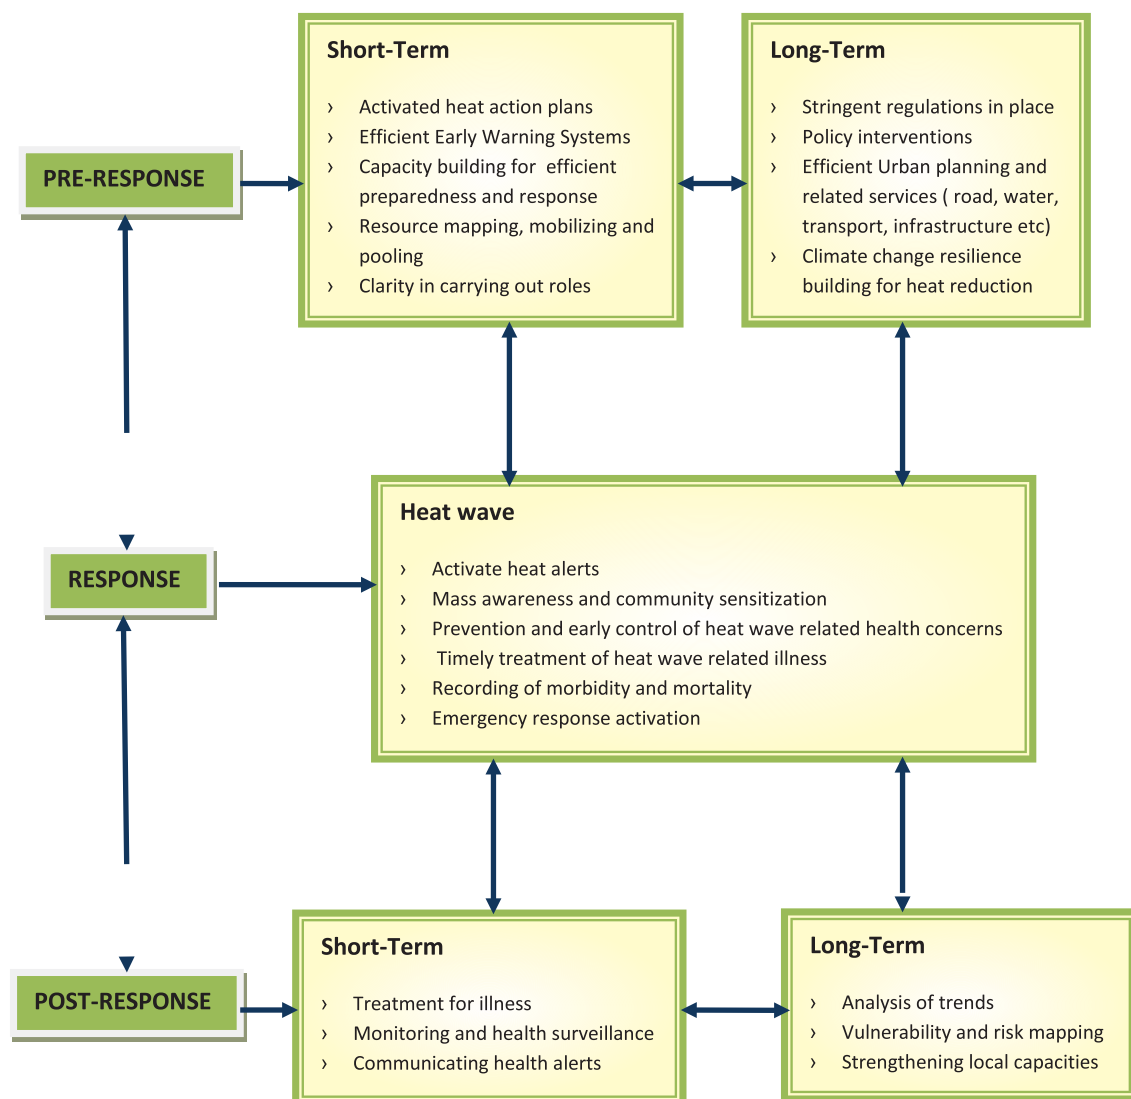 Short-Term
› Activated heat action plans
› Efficient Early Warning Systems
› Capacity building for efficient
preparedness and response
› Resource mapping, mobilizing and
pooling
› Clarity in carrying out roles
Long-Term
› Stringent regulations in place
› Policy interventions
› Efficient Urban planning and
related services ( road, water,
transport, infrastructure etc)
› Climate change resilience
building for heat reduction
PRE-RESPONSE
Heat wave
› Activate heat alerts
› Mass awareness and community sensitization
› Prevention and early control of heat wave related health concerns
› Timely treatment of heat wave related illness
› Recording of morbidity and mortality
› Emergency response activation
RESPONSE
Short-Term
› Treatment for illness
› Monitoring and health surveillance
› Communicating health alerts
Long-Term
› Analysis of trends
› Vulnerability and risk mapping
› Strengthening local capacities
POST-RESPONSE